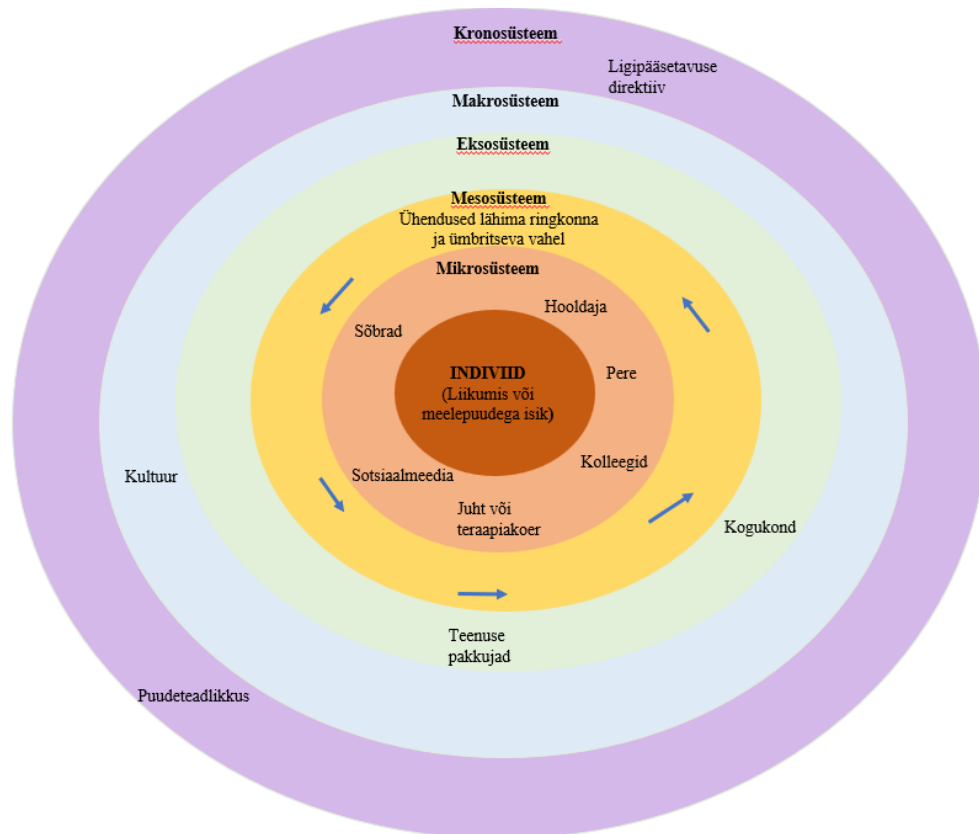 Kronosüsteem
Ligipääsetavuse
direktiiv
Makrosüsteem
Eksosüsteem
Mesosüsteem
Ühendused lähima ringkonna
ja ümbritseva vahel
Mikrosüsteem
Hooldaja
Sõbrad
INDIVIID
(Liikumis või
meelepuudega isik)
Pere
Kolleegid
Sotsiaalmeedia
Kultuur
Juht või
teraapiakoer
Kogukond
Teenuse
pakkujad
Puudeteadlikkus